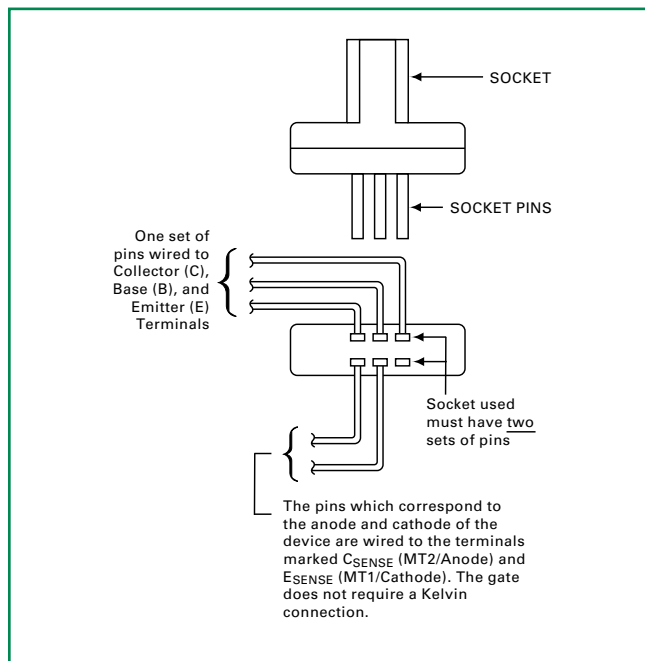 SOCKET
SOCKET PINS
One set of
pins wired to
Collector (C),
Base (B), and
Emitter (E)
Terminals
Socket used
must have two
sets of pins
The pins which correspond to
the anode and cathode of the
device are wired to the terminals
marked CSENSE (MT2/Anode) and
ESENSE (MT1/Cathode). The gate
does not require a Kelvin
connection.